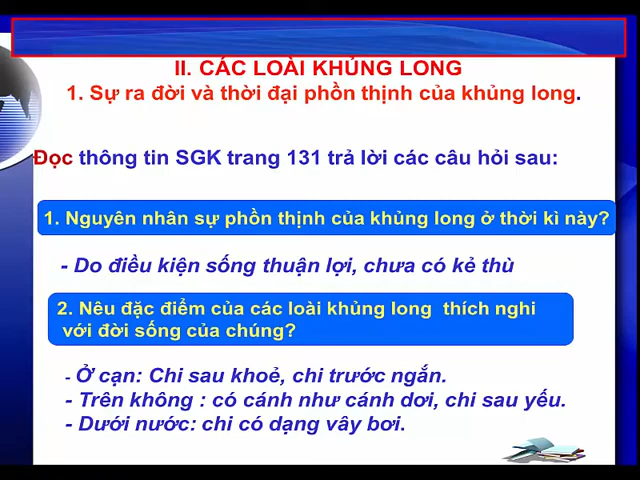 II. CÁC LOÀI KHỦNG LONG
1. Sự ra đời và thời đại phồn thịnh của khủng long.
Đọc thông tin SGK trang 131 trả lời các câu hỏi sau:
1. Nguyên nhân sự phồn thịnh của khủng long ở thời kì này?
- Do điều kiện sống thuận lợi, chưa có kẻ thù
2. Nêu đặc điểm của các loài khủng long thích nghi
với đời sống của chúng?
- Ở cạn: Chi sau khoẻ, chi trước ngắn.
- Trên không : có cánh như cánh dơi, chi sau yếu.
- Dưới nước: chi có dạng vây bơi.